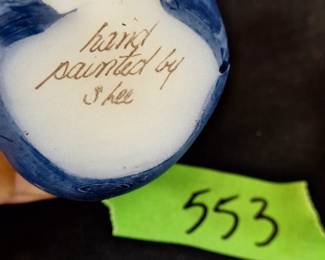 hand
painted by
S Lee
553